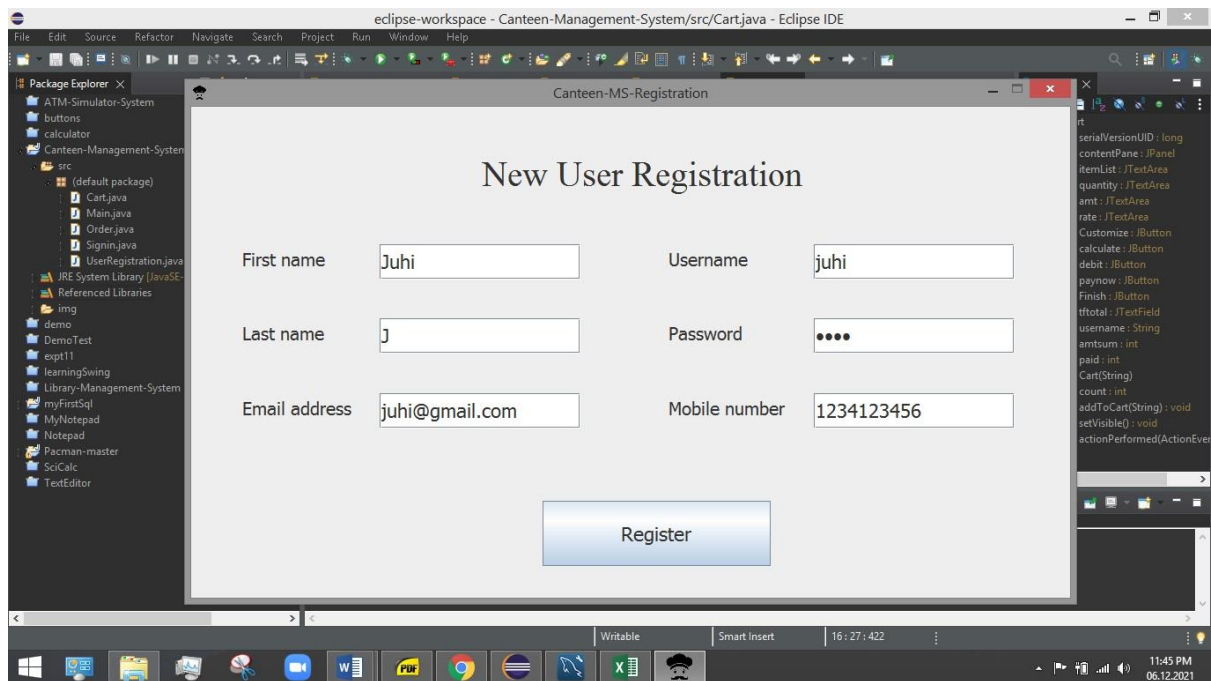 eclipse-workspace - Canteen-Management-System/src/Cart.java - Eclipse IDE
File Edit Source Refactor Navigate Search Project Run Window Help
Package Explorer
ATM-Simulator-System
buttons
calculator
Canteen-Management-System
src
(default package)
Cart.java
Main.java
Order.java
Signin.java
UserRegistration.java
JRE System Library [JavaSE-
Referenced Libraries
img
demo
DemoTest
expt11
learningSwing
Library-Management-System
myFirstSql
MyNotepad
Notepad
Pacman-master
SciCalc
TextEditor
Canteen-MS-Registration
New User Registration
First name Juhi Username juhi
Last name J Password ••••
Email address juhi@gmail.com Mobile number 1234123456
Register
serialVersionUID : long
contentPane : JPanel
itemList : JTextArea
quantity : JTextArea
amt : JTextArea
rate : JTextArea
Customize : JButton
calculate : JButton
debit : JButton
paynow : JButton
Finish : JButton
tftotal : JTextField
username : String
amtsum : int
paid : int
Cart(String)
count : int
addToCart(String) : void
setVisible() : void
actionPerformed(ActionEver
Writable Smart Insert 16 : 27 : 422
11:45 PM
06.12.2021